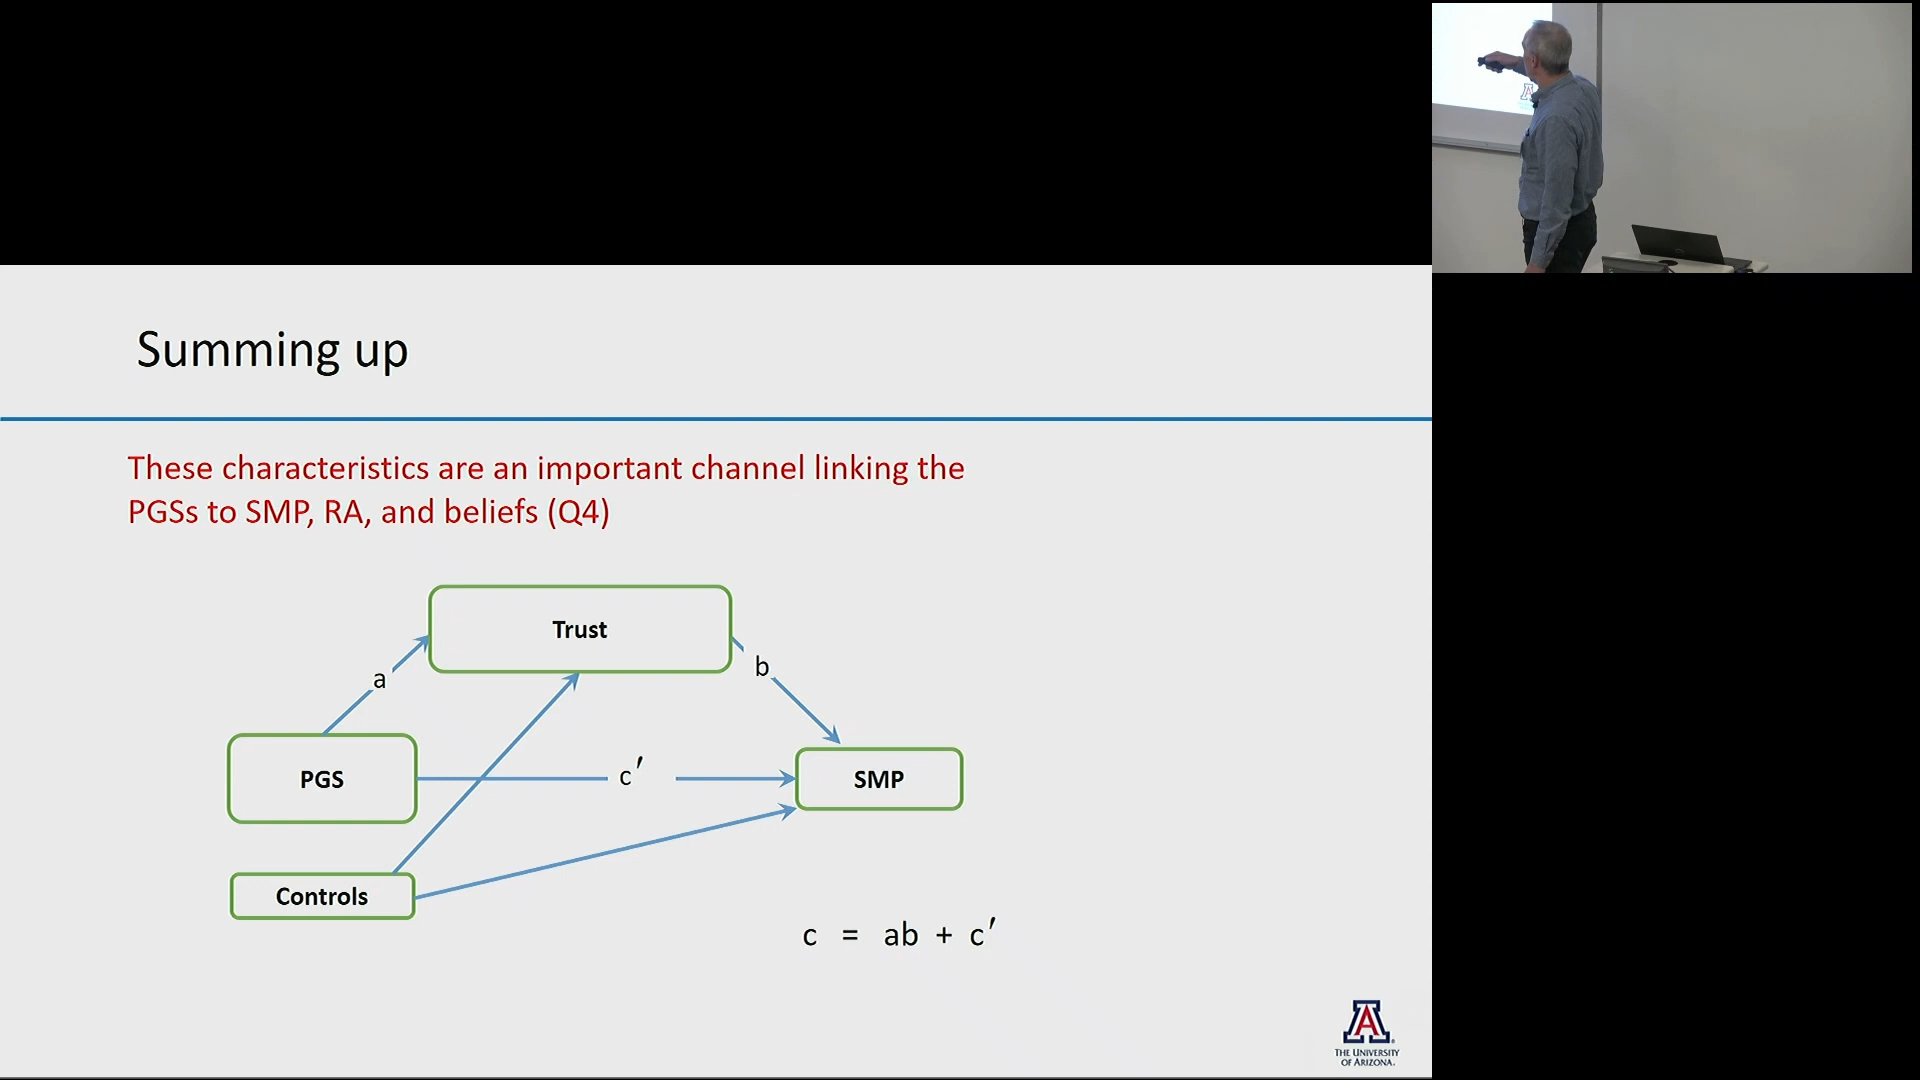 Summing up
These characteristics are an important channel linking the
PGSs to SMP, RA, and beliefs (Q4)
Trust
a
b
PGS
c′
SMP
Controls
c = ab + c′
A
THE UNIVERSITY
OF ARIZONA.
A